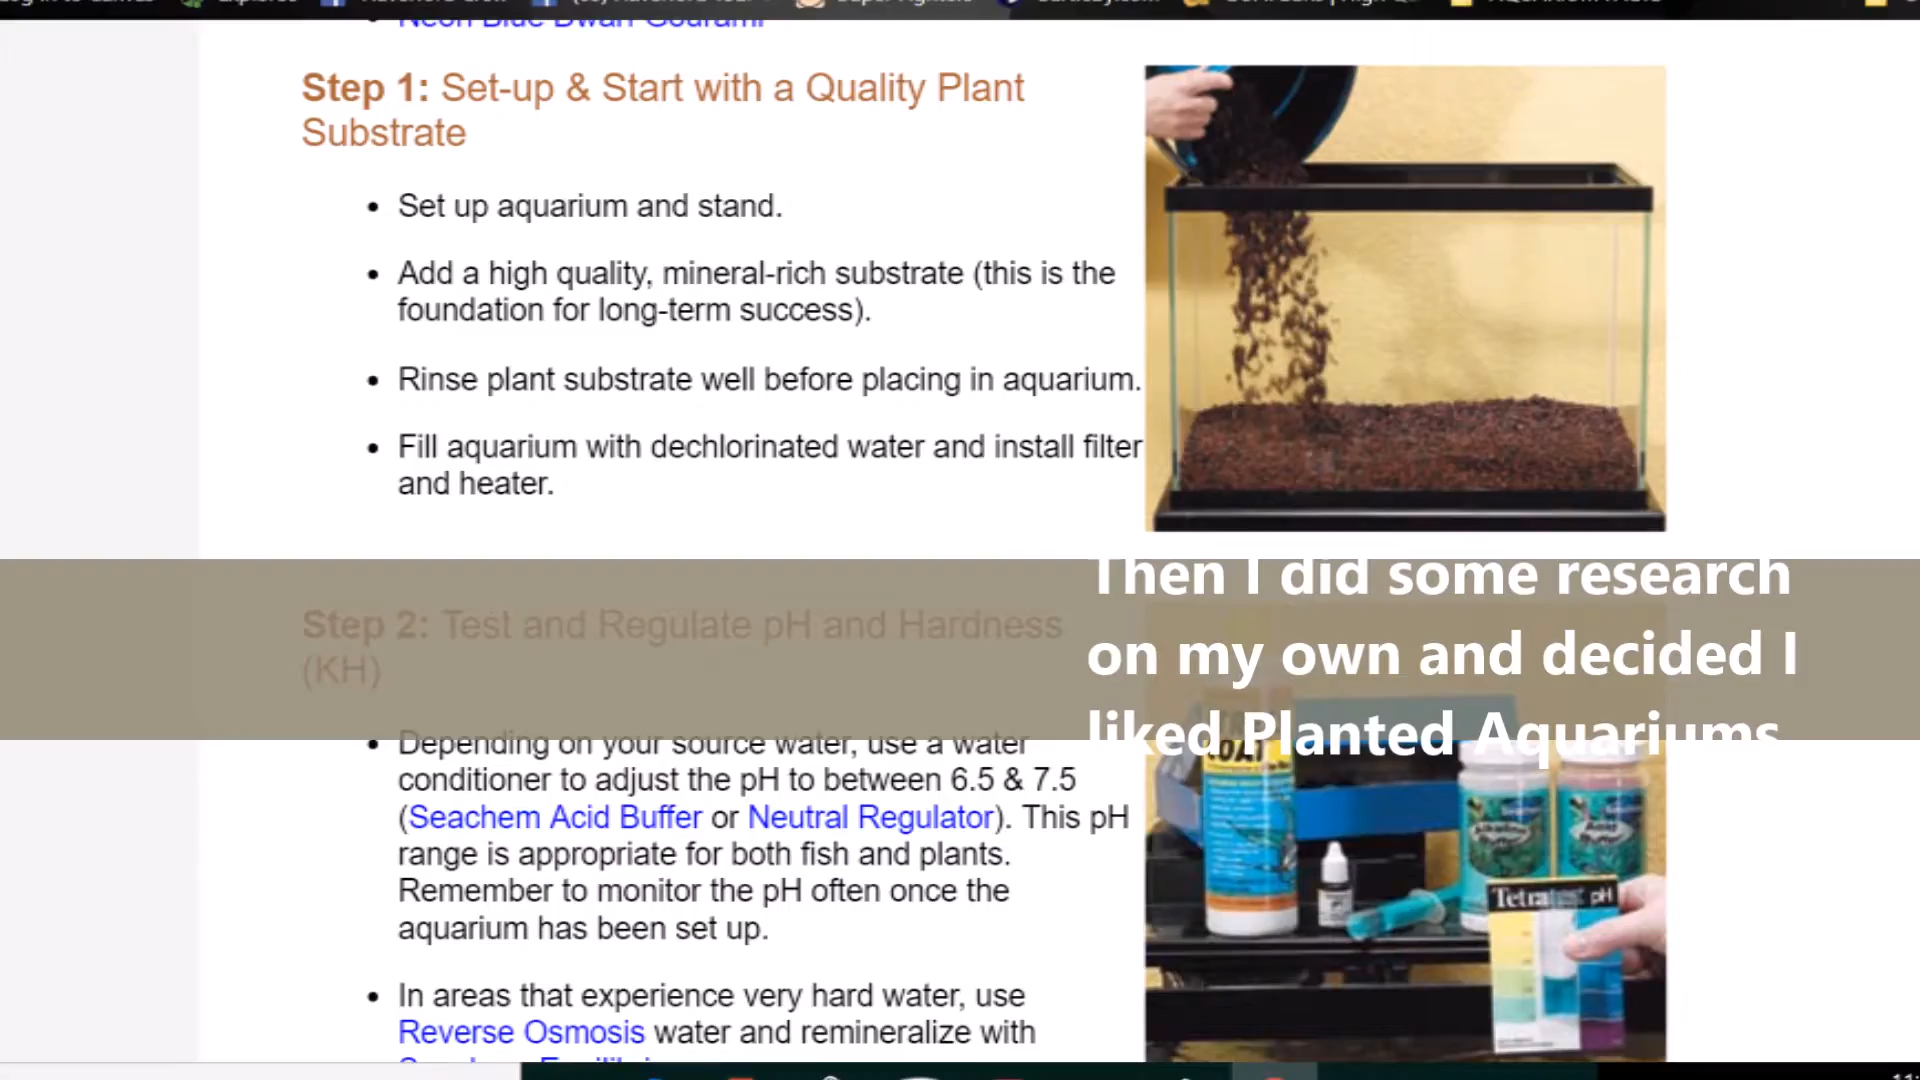 Neon Blue Dwarf Gourami
Step 1: Set-up & Start with a Quality Plant
Substrate
• Set up aquarium and stand.
• Add a high quality, mineral-rich substrate (this is the
foundation for long-term success).
• Rinse plant substrate well before placing in aquarium.
• Fill aquarium with dechlorinated water and install filter
and heater.
Then I did some research
on my own and decided I
liked Planted Aquariums
Step 2: Test and Regulate pH and Hardness
(KH)
• Depending on your source water, use a water
conditioner to adjust the pH to between 6.5 & 7.5
(Seachem Acid Buffer or Neutral Regulator). This pH
range is appropriate for both fish and plants.
Remember to monitor the pH often once the
aquarium has been set up.
• In areas that experience very hard water, use
Reverse Osmosis water and remineralize with
COAT
Tetra pH